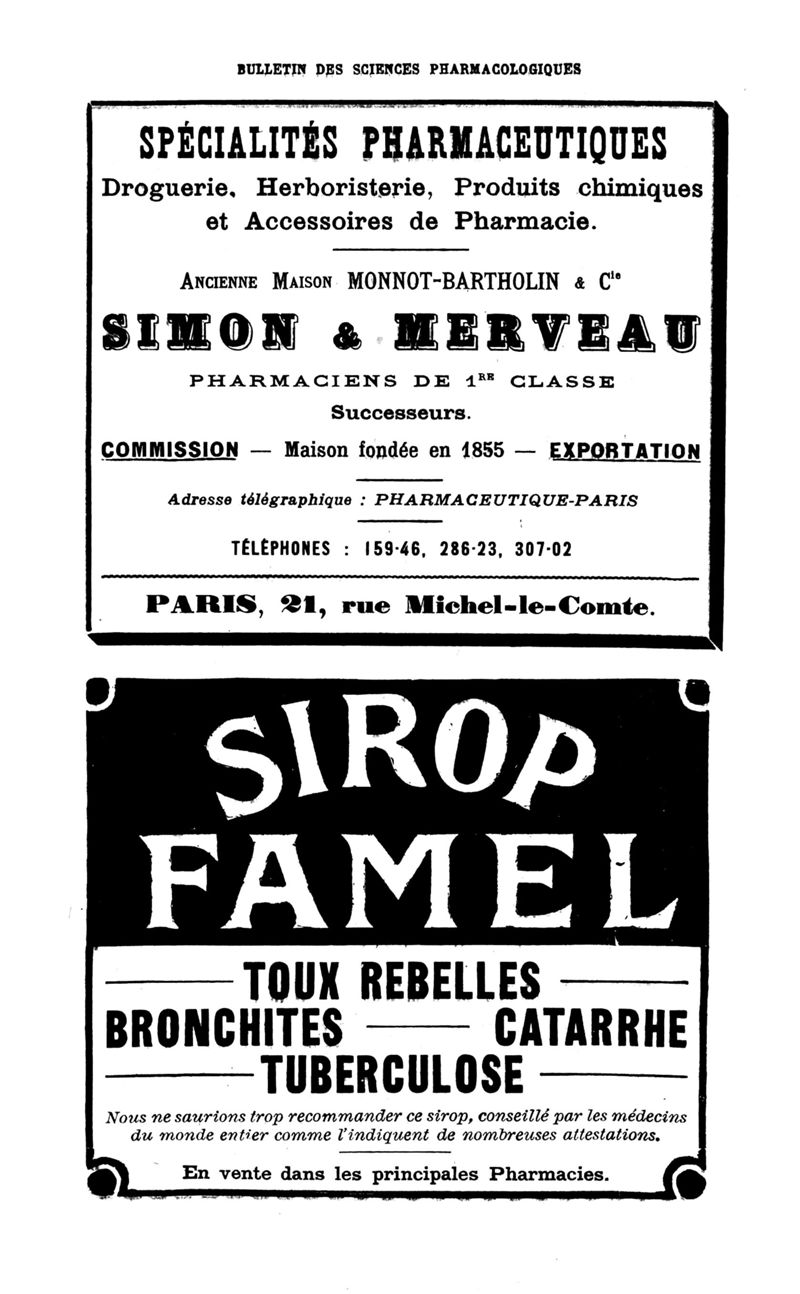 BULLETIN DES SCIENCES PHARMACOLOGIQUES
SPÉCIALITÉS PHARMACEUTIQUES
Droguerie, Herboristerie, Produits chimiques
et Accessoires de Pharmacie.
Ancienne Maison MONNOT-BARTHOLIN & Cie
SIMON & MERVEAU
PHARMACIENS DE 1RE CLASSE
Successeurs.
COMMISSION — Maison fondée en 1855 — EXPORTATION
Adresse télégraphique : PHARMACEUTIQUE-PARIS
TÉLÉPHONES : 159-46, 286-23, 307-02
PARIS, 21, rue Michel-le-Comte.
SIROP
FAMEL
TOUX REBELLES
BRONCHITES — CATARRHE
TUBERCULOSE
Nous ne saurions trop recommander ce sirop, conseillé par les médecins
du monde entier comme l'indiquent de nombreuses attestations.
En vente dans les principales Pharmacies.